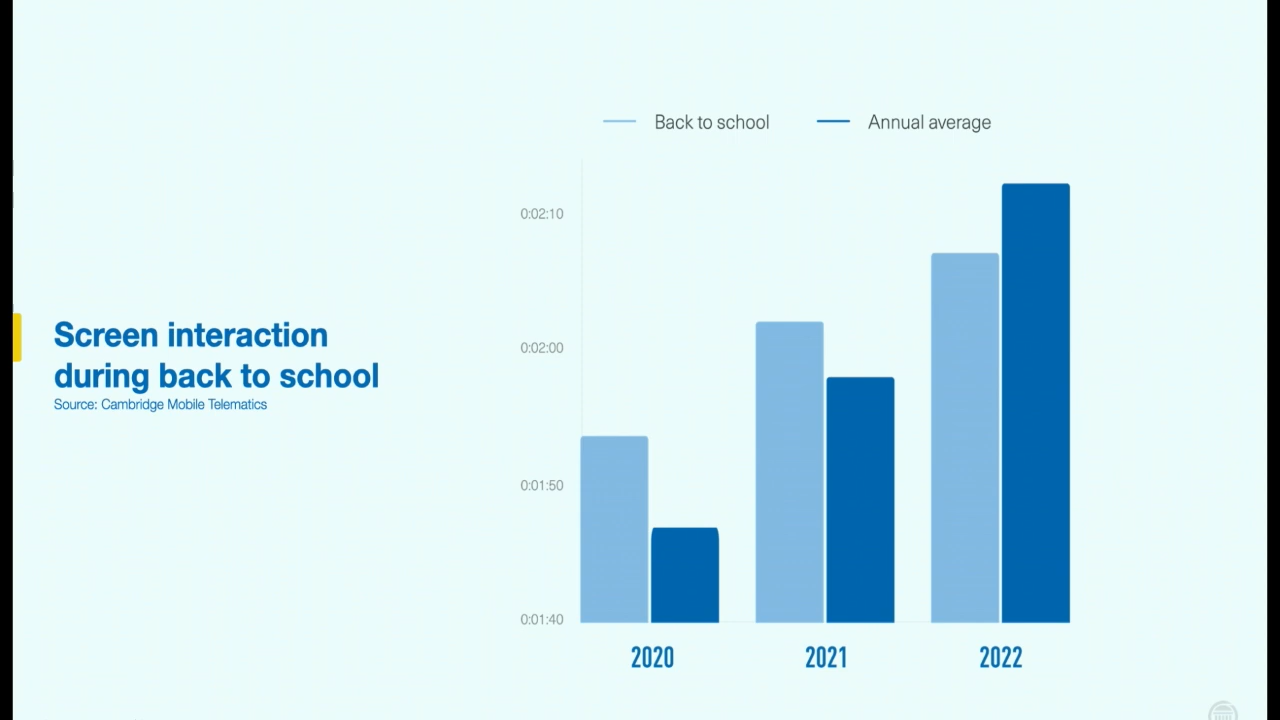 Back to school
Annual average
0:02:10
0:02:00
Screen interaction
during back to school
Source: Cambridge Mobile Telematics
0:01:50
0:01:40
2020
2021
2022